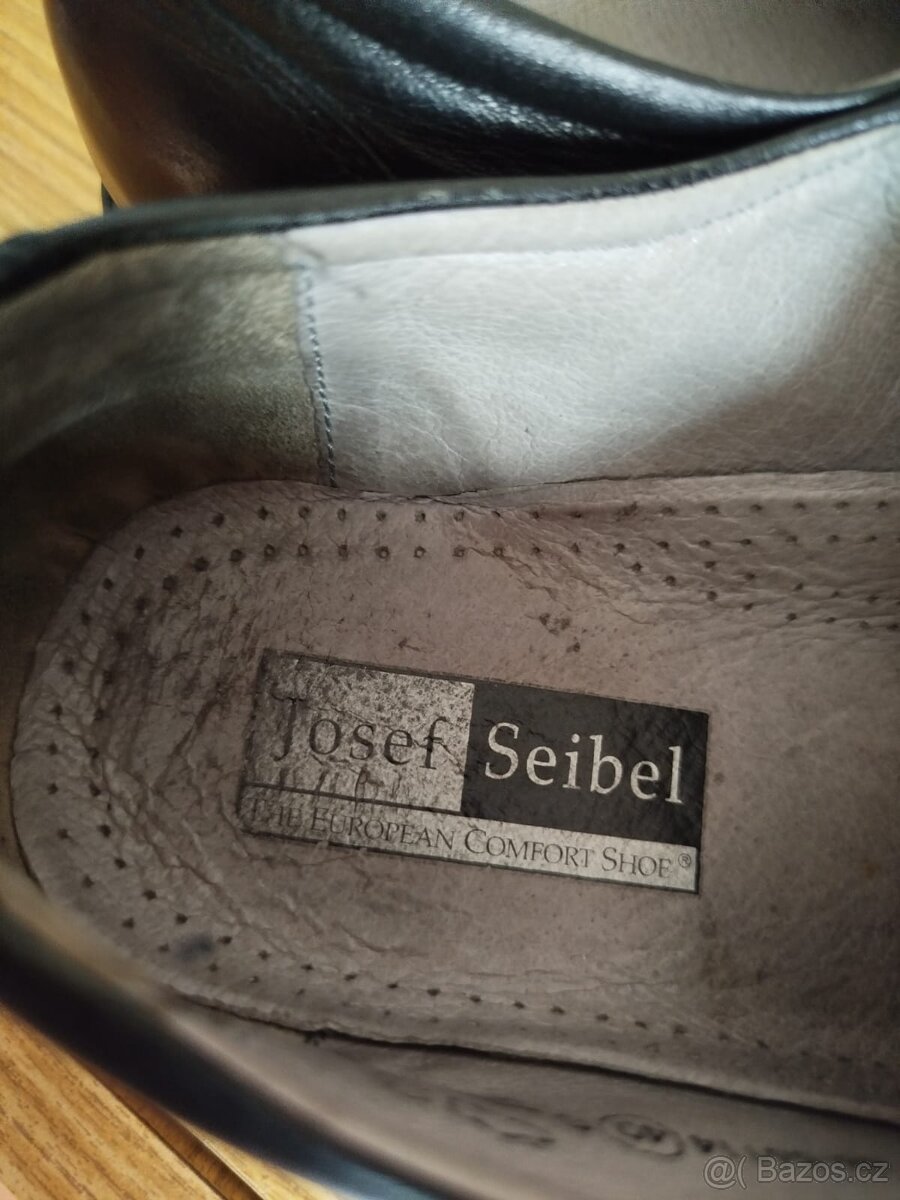 Josef Seibel
THE EUROPEAN COMFORT SHOE®
@( Bazos.cz